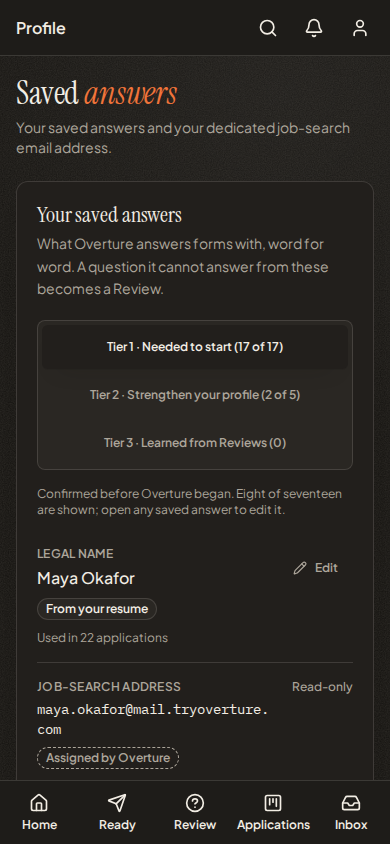 Profile
Saved answers
Your saved answers and your dedicated job-search
email address.
Your saved answers
What Overture answers forms with, word for
word. A question it cannot answer from these
becomes a Review.
Tier 1 · Needed to start (17 of 17)
Tier 2 · Strengthen your profile (2 of 5)
Tier 3 · Learned from Reviews (0)
Confirmed before Overture began. Eight of seventeen
are shown; open any saved answer to edit it.
LEGAL NAME
Maya Okafor
Edit
From your resume
Used in 22 applications
JOB-SEARCH ADDRESS
Read-only
maya.okafor@mail.tryoverture.
com
Assigned by Overture
Home
Ready
Review
Applications
Inbox